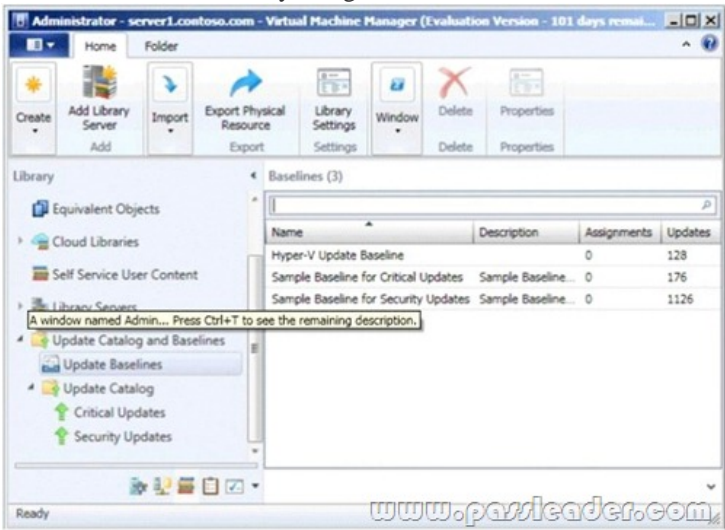 Administrator - server1.contoso.com - Virtual Machine Manager (Evaluation Version - 101 days remai...
Home Folder
Create
Add Library Server
Import
Export Physical Resource
Library Settings
Window
Delete
Properties
Add Export Settings Delete Properties
Library
Equivalent Objects
Cloud Libraries
Self Service User Content
Library Servers
A window named Admin... Press Ctrl+T to see the remaining description.
Update Catalog and Baselines
Update Baselines
Update Catalog
Critical Updates
Security Updates
Baselines (3)
Name Description Assignments Updates
Hyper-V Update Baseline 0 128
Sample Baseline for Critical Updates Sample Baseline... 0 176
Sample Baseline for Security Updates Sample Baseline... 0 1126
Ready
www.passleader.com